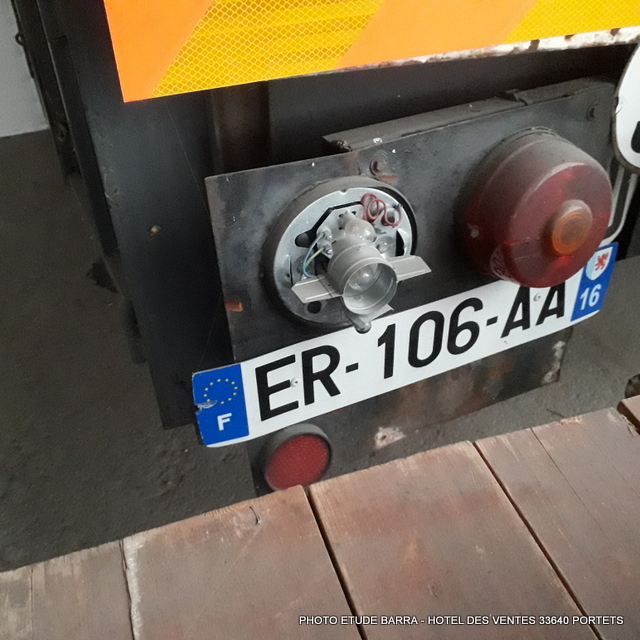 ER-106-AA
F
16
PHOTO ETUDE BARRA - HOTEL DES VENTES 33640 PORTETS